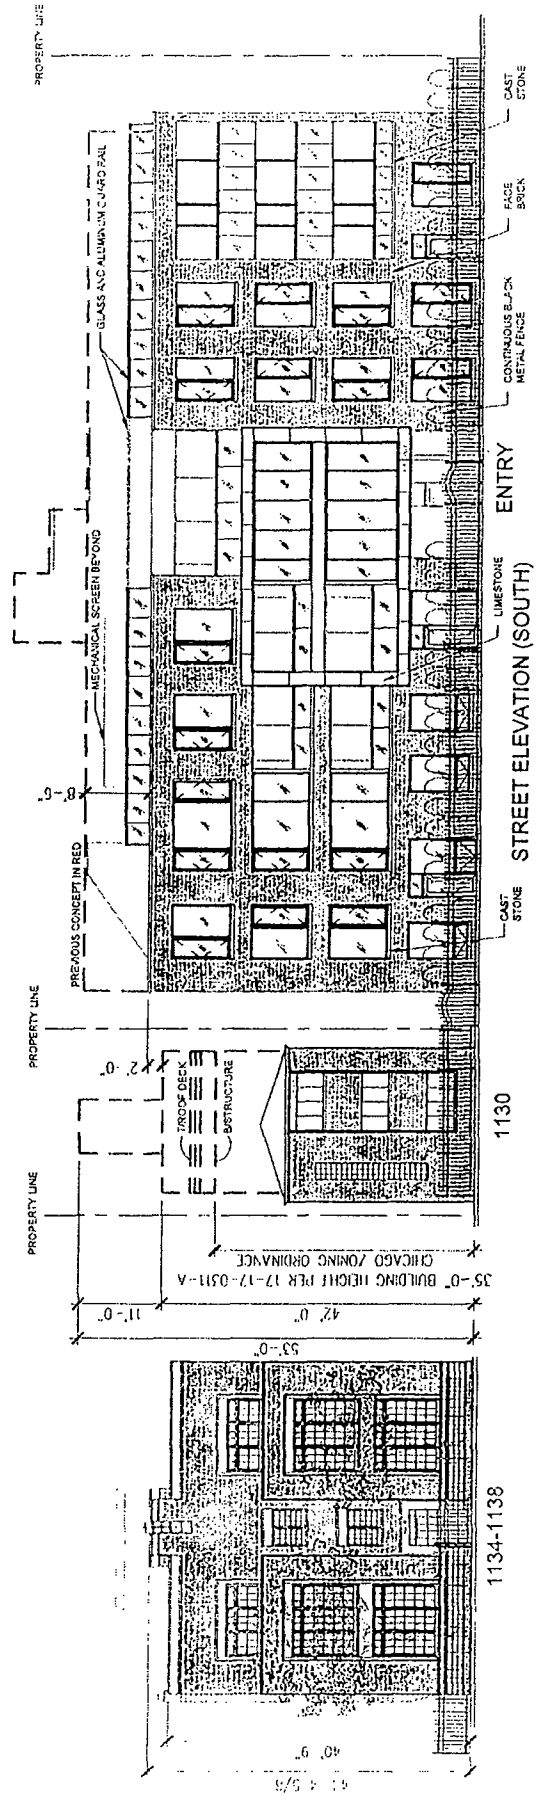 PROPERTY LINE
GLASS AND ALUMINUM GUARD RAIL
MECHANICAL SCREEN BEYOND
8'-6"
PREVIOUS CONCEPT IN RED
PROPERTY LINE
2'-0"
T/ROOF DECK
B/STRUCTURE
PROPERTY LINE
35'-0" BUILDING HEIGHT PER 17-17-0311-A
CHICAGO ZONING ORDINANCE
11'-0"
42' 0"
53'-0"
40' 9"
CAST
STONE
FACE
BRICK
CONTINUOUS BLACK
METAL FENCE
ENTRY
LIMESTONE
STREET ELEVATION (SOUTH)
CAST
STONE
1130
1134-1138